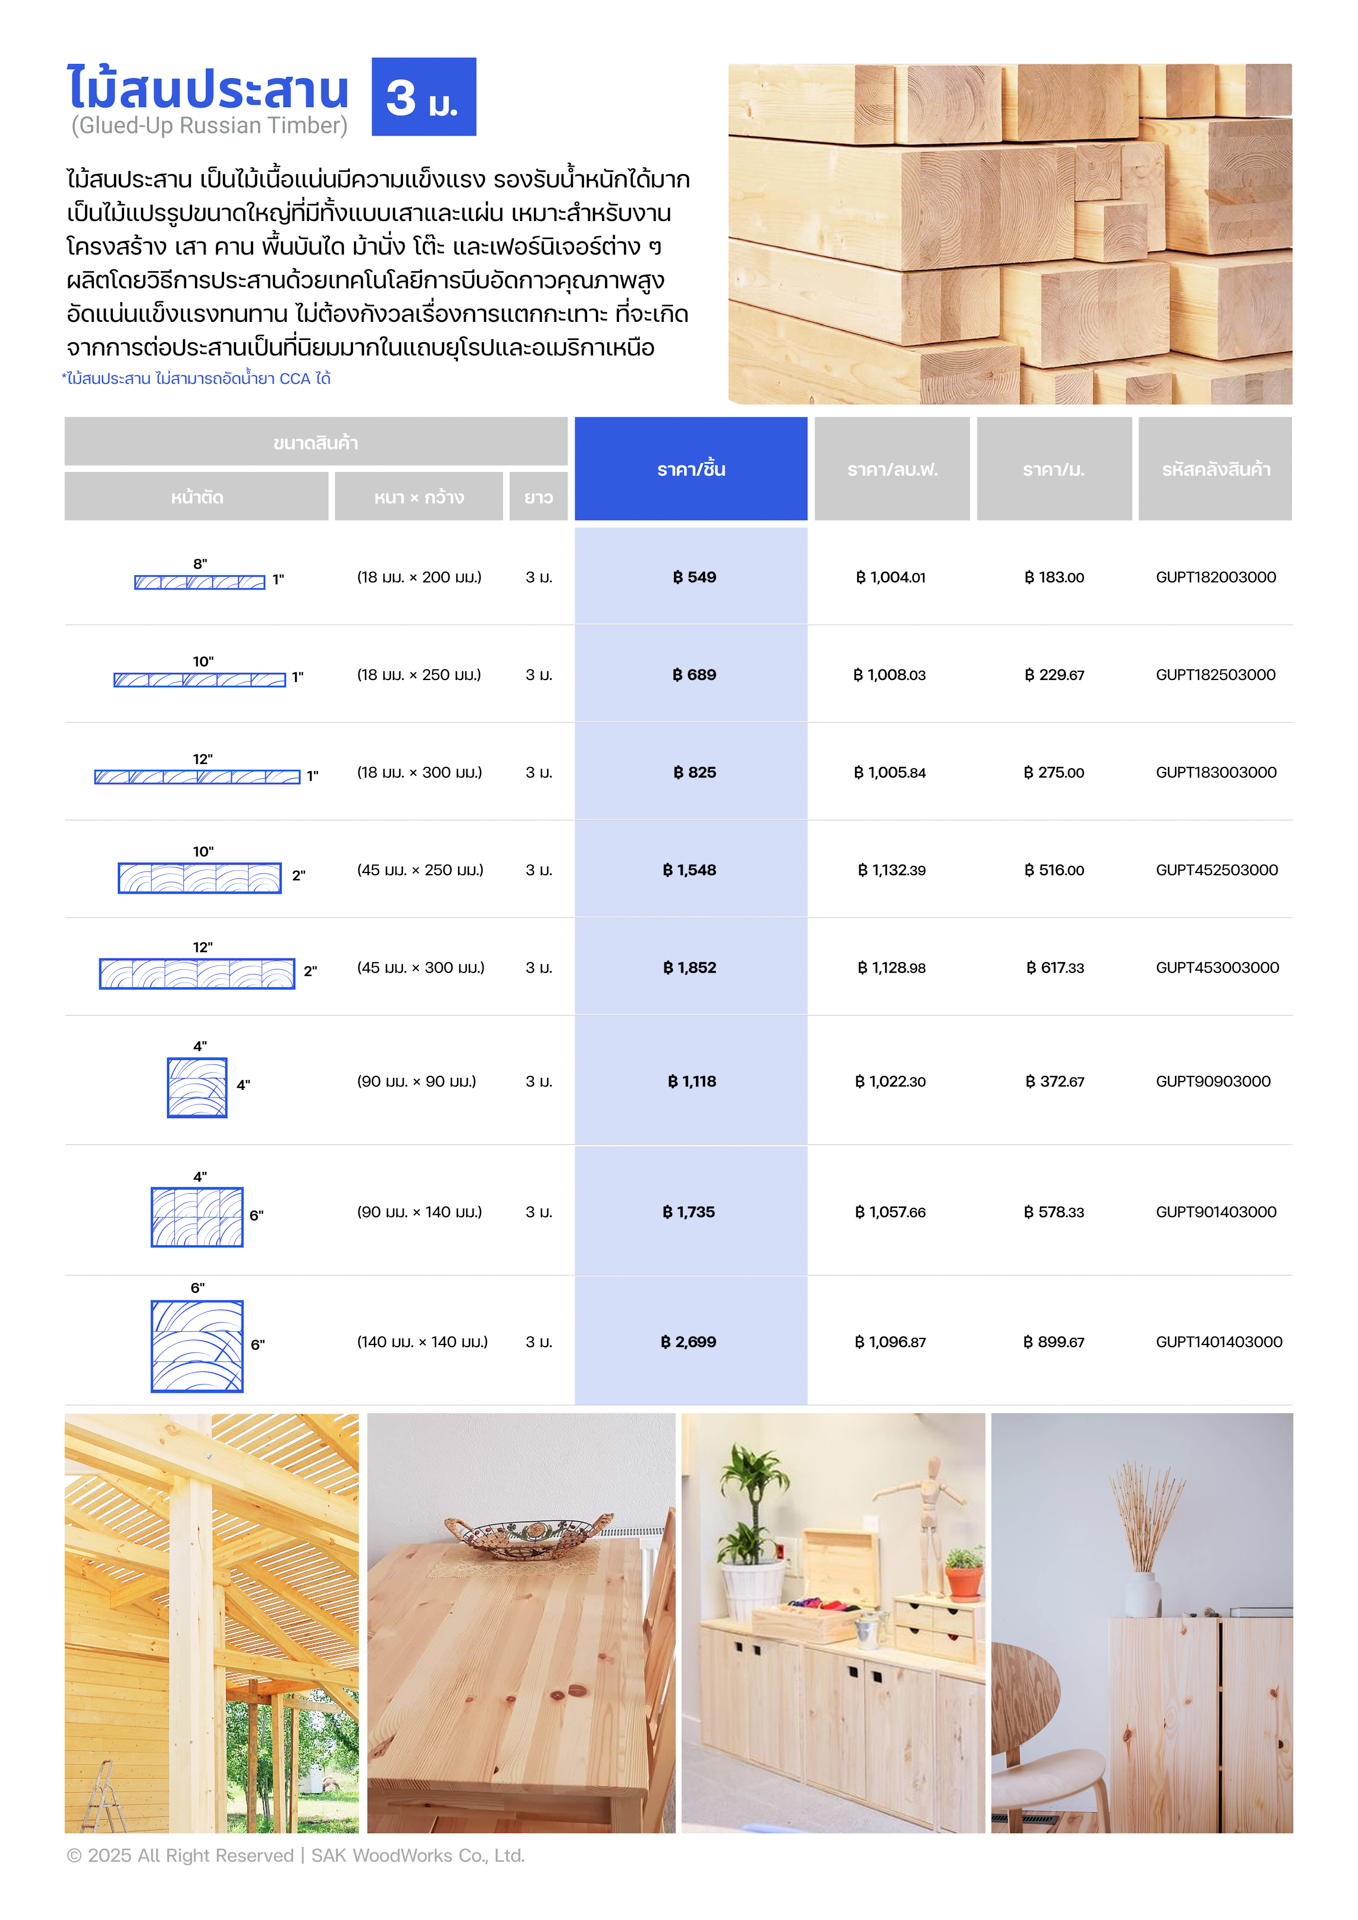 ไม้สนประสาน
3 ม.
(Glued-Up Russian Timber)
ไม้สนประสาน เป็นไม้เนื้อแน่นมีความแข็งแรง รองรับน้ำหนักได้มาก
เป็นไม้แปรรูปขนาดใหญ่ที่มีทั้งแบบเสาและแผ่น เหมาะสำหรับงาน
โครงสร้าง เสา คาน พื้นบันได ม้านั่ง โต๊ะ และเฟอร์นิเจอร์ต่าง ๆ
ผลิตโดยวิธีการประสานด้วยเทคโนโลยีการบีบอัดกาวคุณภาพสูง
อัดแน่นแข็งแรงทนทาน ไม่ต้องกังวลเรื่องการแตกกะเทาะ ที่จะเกิด
จากการต่อประสานเป็นที่นิยมมากในแถบยุโรปและอเมริกาเหนือ
*ไม้สนประสาน ไม่สามารถอัดน้ำยา CCA ได้
ขนาดสินค้า ราคา/ชิ้น ราคา/ลบ.ฟ. ราคา/ม. รหัสคลังสินค้า
หน้าตัด หนา × กว้าง ยาว
8"
1" (18 มม. × 200 มม.) 3 ม. ฿ 549 ฿ 1,004.01 ฿ 183.00 GUPT182003000
10"
1" (18 มม. × 250 มม.) 3 ม. ฿ 689 ฿ 1,008.03 ฿ 229.67 GUPT182503000
12"
1" (18 มม. × 300 มม.) 3 ม. ฿ 825 ฿ 1,005.84 ฿ 275.00 GUPT183003000
10"
2" (45 มม. × 250 มม.) 3 ม. ฿ 1,548 ฿ 1,132.39 ฿ 516.00 GUPT452503000
12"
2" (45 มม. × 300 มม.) 3 ม. ฿ 1,852 ฿ 1,128.98 ฿ 617.33 GUPT453003000
4"
4" (90 มม. × 90 มม.) 3 ม. ฿ 1,118 ฿ 1,022.30 ฿ 372.67 GUPT90903000
4"
6" (90 มม. × 140 มม.) 3 ม. ฿ 1,735 ฿ 1,057.66 ฿ 578.33 GUPT901403000
6"
6" (140 มม. × 140 มม.) 3 ม. ฿ 2,699 ฿ 1,096.87 ฿ 899.67 GUPT1401403000
© 2025 All Right Reserved | SAK WoodWorks Co., Ltd.